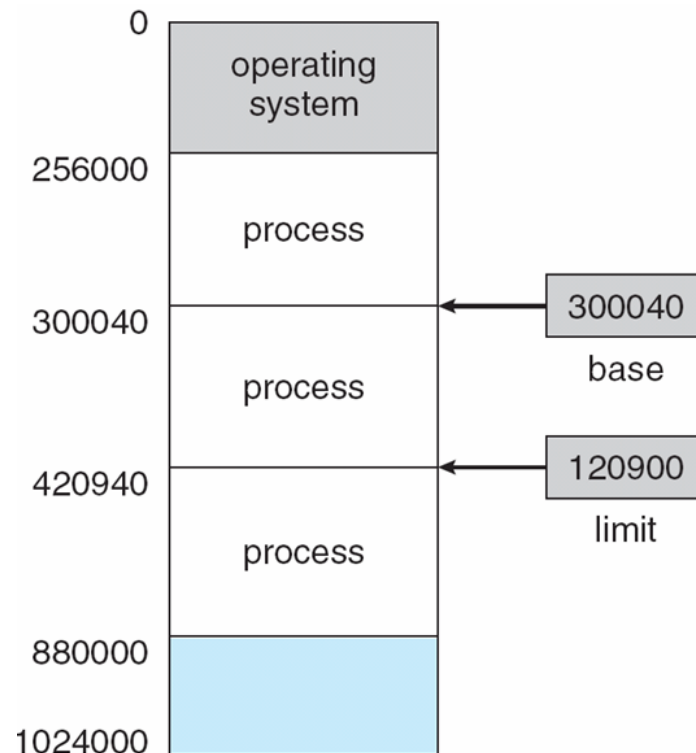 0
operating
system
256000
process
300040
300040
base
process
120900
420940
limit
process
880000
1024000